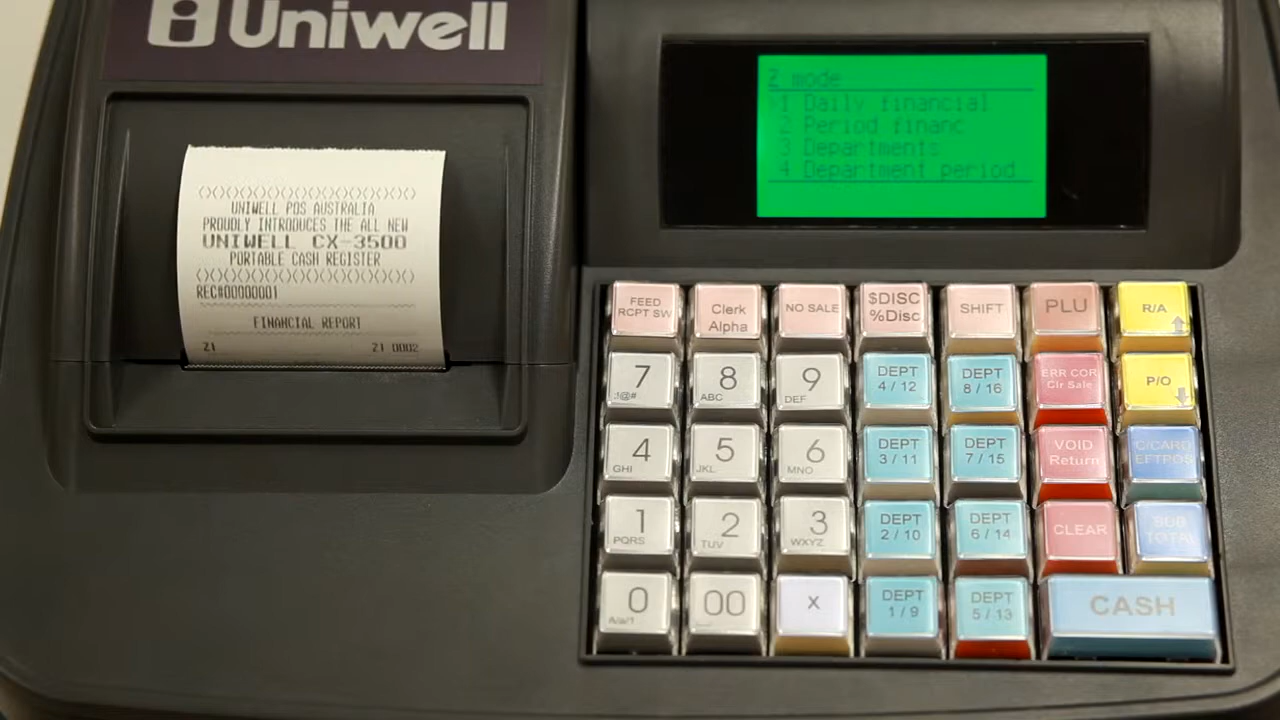 Uniwell
()()()()()()()()()()()()()
UNIWELL POS AUSTRALIA
PROUDLY INTRODUCES THE ALL NEW
UNIWELL CX-3500
PORTABLE CASH REGISTER
()()()()()()()()()()()()()
REC#00000001
FINANCIAL REPORT
Z1 Z1 0002
Z mode
1 Daily financial
2 Period financ
3 Departments
4 Department period
FEED RCPT SW
Clerk Alpha
NO SALE
$DISC %Disc
SHIFT
PLU
R/A
7 .!@#
8 ABC
9 DEF
DEPT 4 / 12
DEPT 8 / 16
ERR COR Clr Sale
P/O
4 GHI
5 JKL
6 MNO
DEPT 3 / 11
DEPT 7 / 15
VOID Return
C/CARD EFTPOS
1 PQRS
2 TUV
3 WXYZ
DEPT 2 / 10
DEPT 6 / 14
CLEAR
SUB TOTAL
0 A/a/1
00
X
DEPT 1 / 9
DEPT 5 / 13
CASH